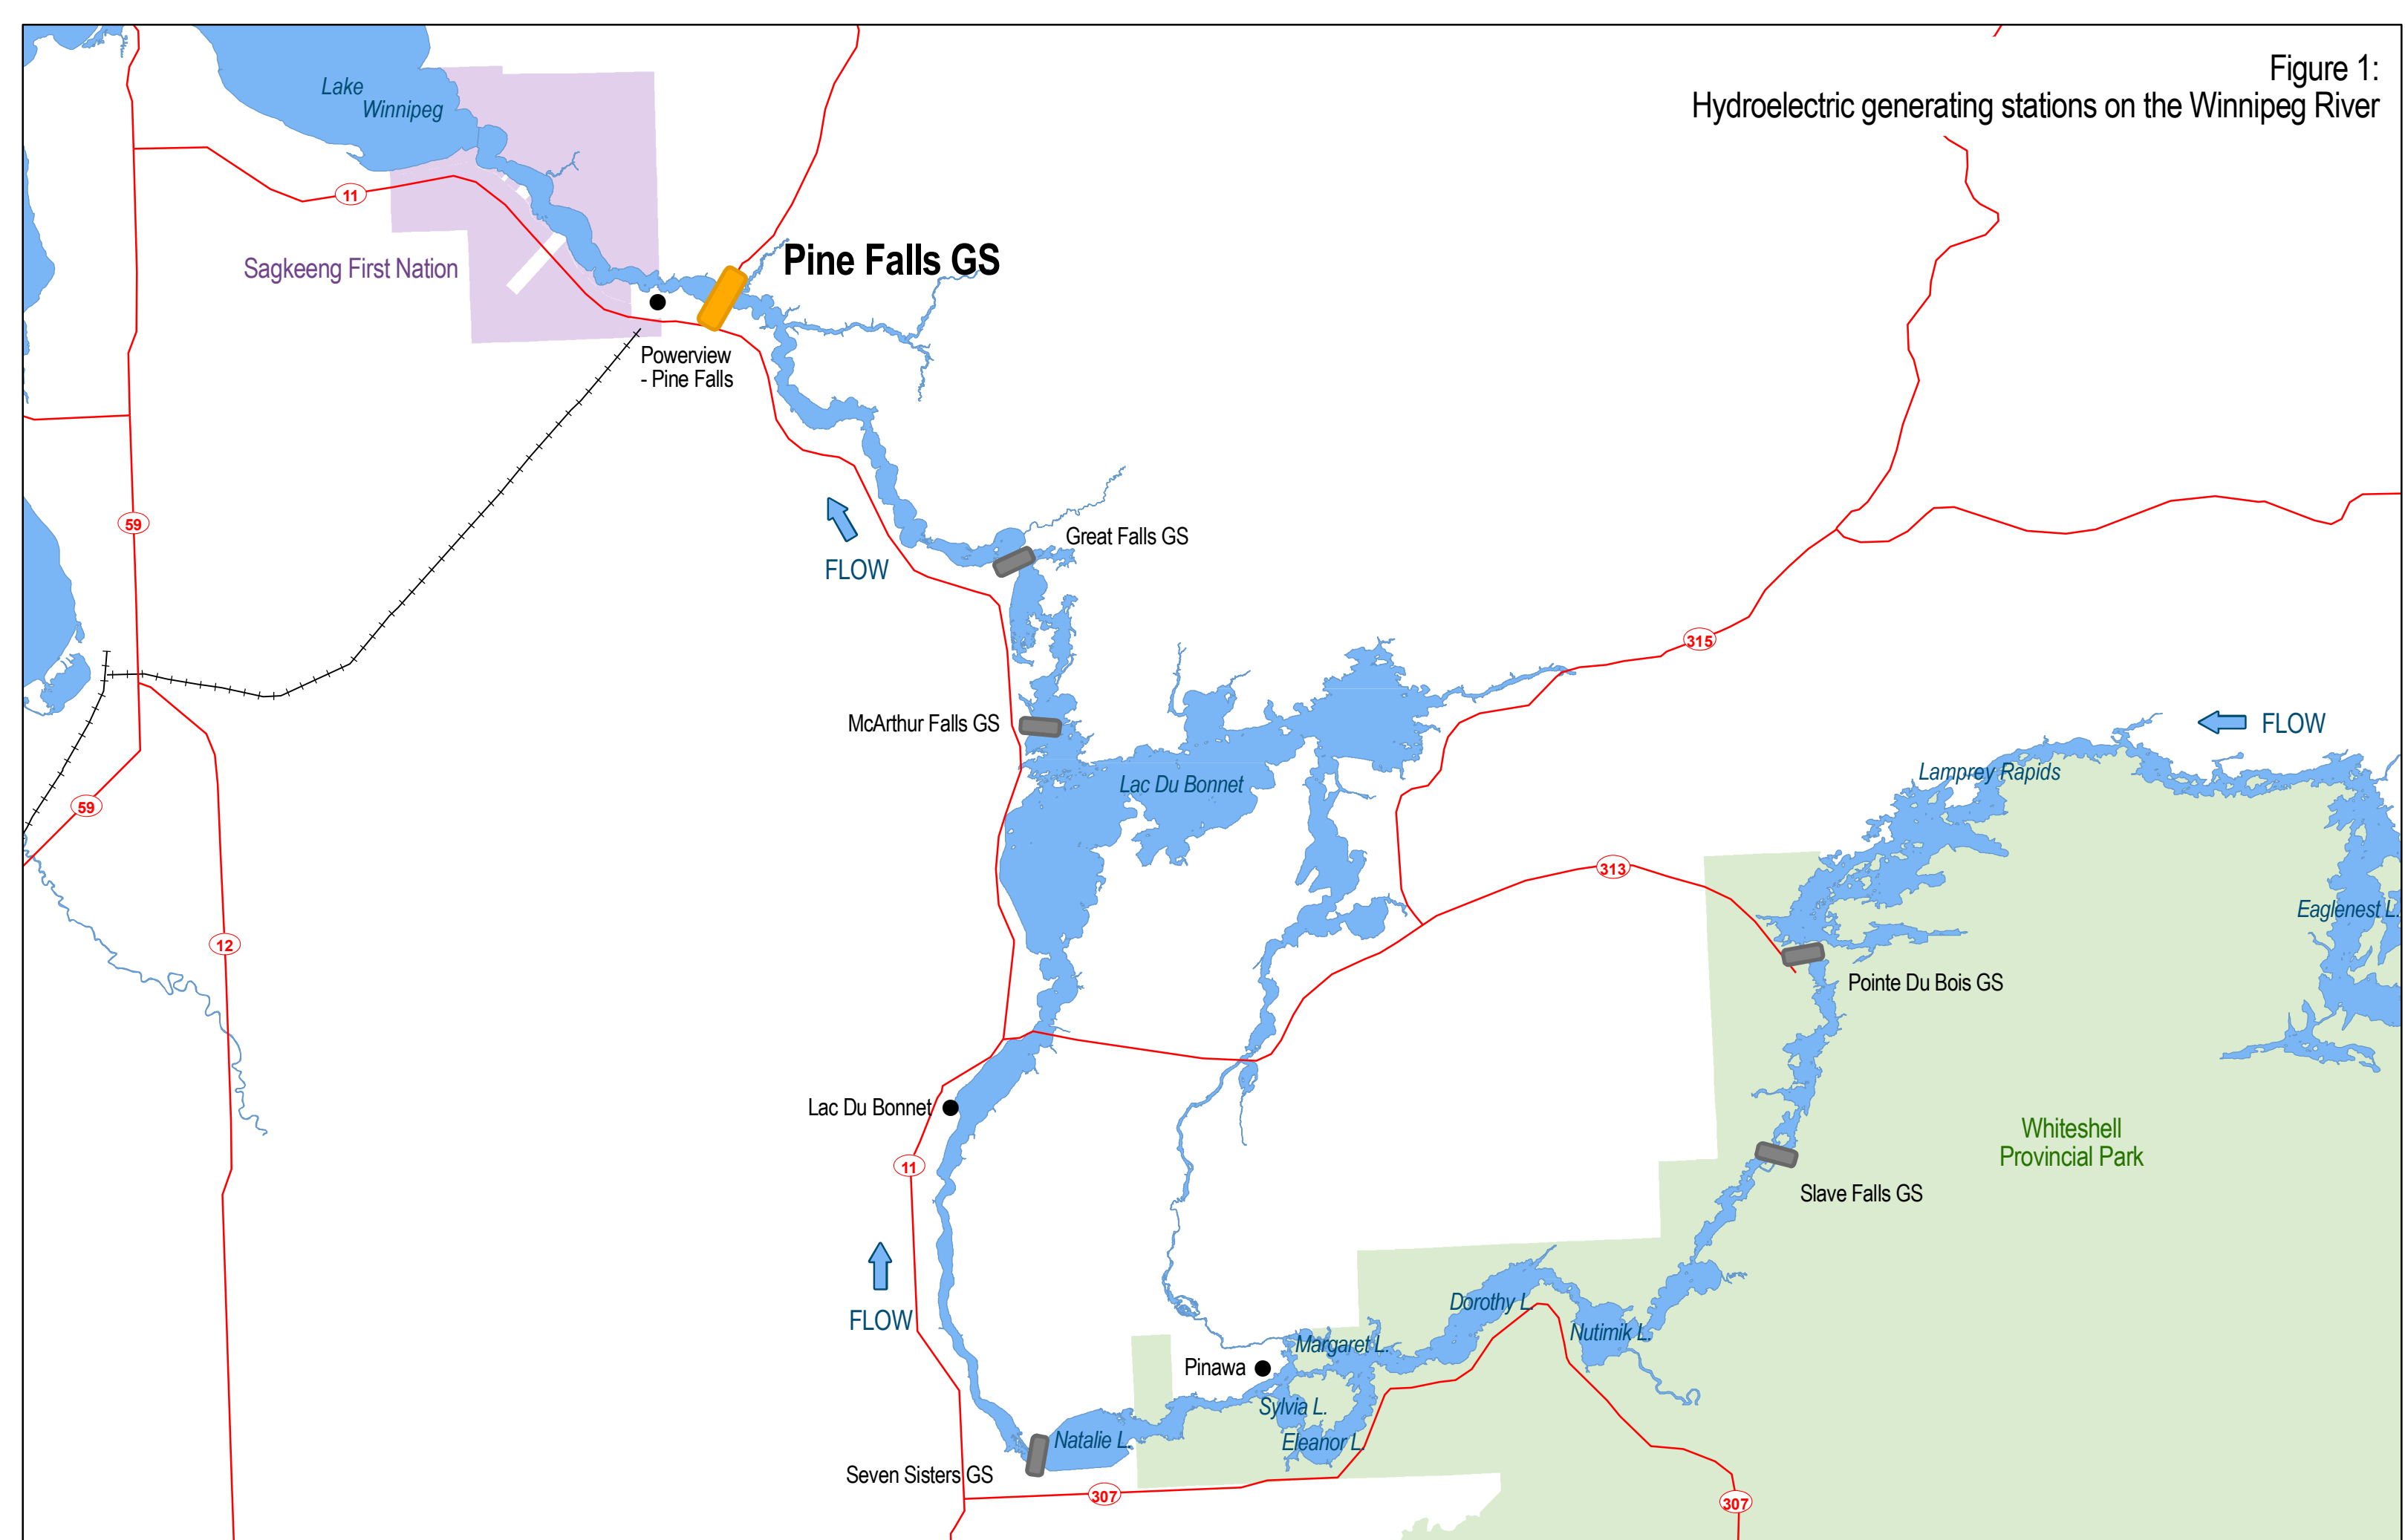 Figure 1:
Hydroelectric generating stations on the Winnipeg River
Lake
Winnipeg
11
Sagkeeng First Nation
Pine Falls GS
Powerview
- Pine Falls
59
Great Falls GS
FLOW
315
McArthur Falls GS
FLOW
Lamprey Rapids
Lac Du Bonnet
59
313
Eaglenest L.
12
Pointe Du Bois GS
Lac Du Bonnet
Whiteshell
Provincial Park
11
Slave Falls GS
Dorothy L.
FLOW
Nutimik L.
Margaret L.
Pinawa
Sylvia L.
Natalie L.
Eleanor L.
Seven Sisters GS
307
307